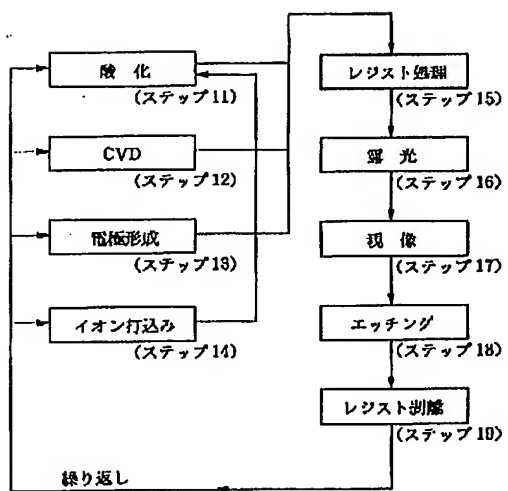 酸化
(ステップ11)
CVD
(ステップ12)
電極形成
(ステップ13)
イオン打込み
(ステップ14)
レジスト処理
(ステップ15)
露光
(ステップ16)
現像
(ステップ17)
エッチング
(ステップ18)
レジスト剥離
(ステップ19)
繰り返し